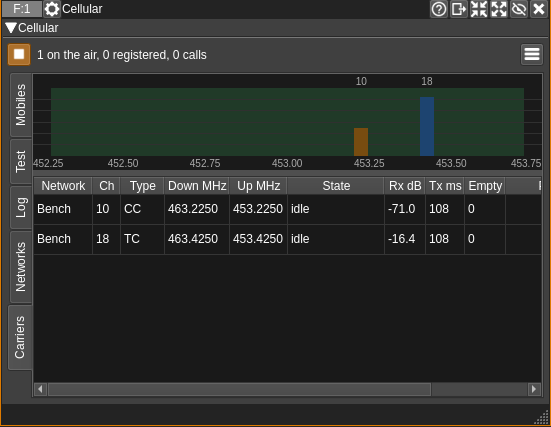 F:1 Cellular
Cellular
1 on the air, 0 registered, 0 calls
Mobiles
Test
Log
Networks
Carriers
10 18
452.25 452.50 452.75 453.00 453.25 453.50 453.75
Network Ch Type Down MHz Up MHz State Rx dB Tx ms Empty
Bench 10 CC 463.2250 453.2250 idle -71.0 108 0
Bench 18 TC 463.4250 453.4250 idle -16.4 108 0